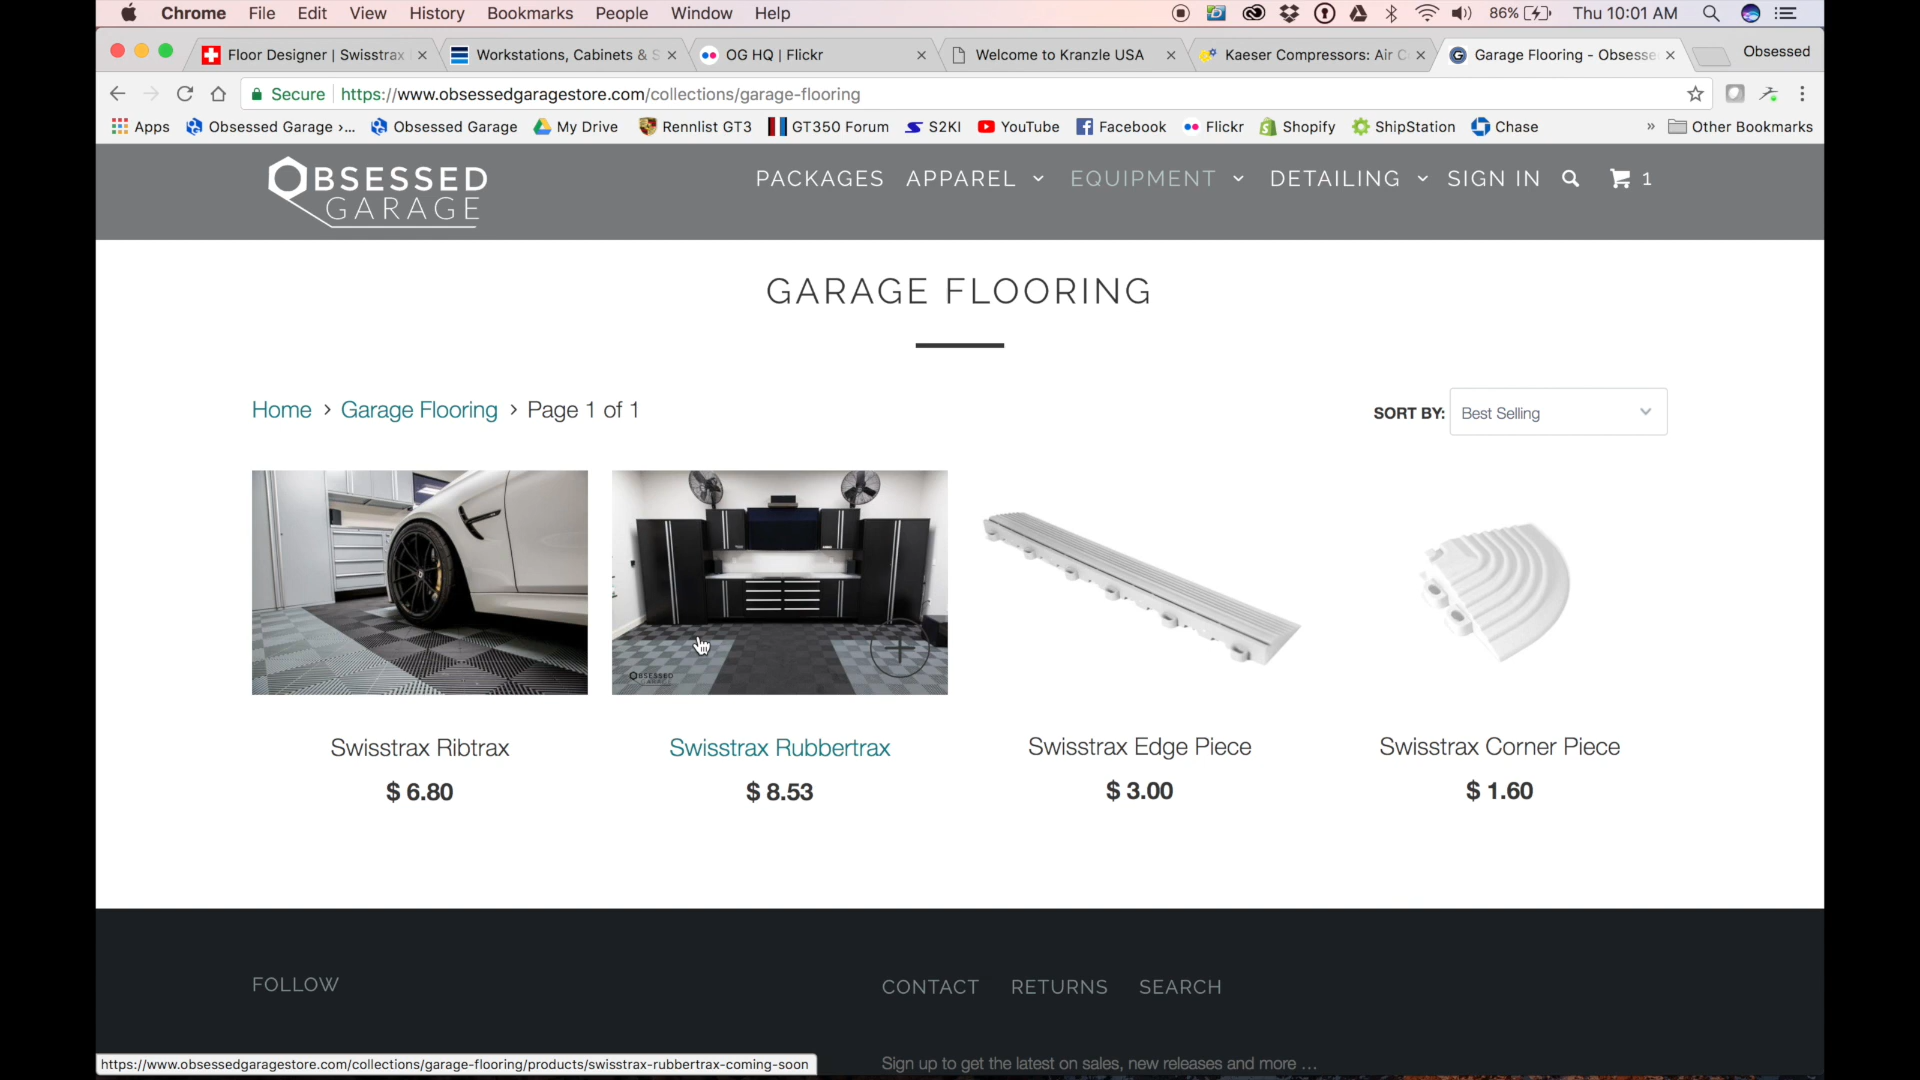 Chrome File Edit View History Bookmarks People Window Help 86% Thu 10:01 AM
Floor Designer | Swisstrax Workstations, Cabinets & S OG HQ | Flickr Welcome to Kranzle USA Kaeser Compressors: Air C Garage Flooring - Obsesse Obsessed
Secure https://www.obsessedgaragestore.com/collections/garage-flooring
Apps Obsessed Garage ›... Obsessed Garage My Drive Rennlist GT3 GT350 Forum S2KI YouTube Facebook Flickr Shopify ShipStation Chase » Other Bookmarks
OBSESSED
GARAGE
PACKAGES APPAREL EQUIPMENT DETAILING SIGN IN 1
GARAGE FLOORING
Home › Garage Flooring › Page 1 of 1
SORT BY: Best Selling
OBSESSED
Swisstrax Ribtrax Swisstrax Rubbertrax Swisstrax Edge Piece Swisstrax Corner Piece
$ 6.80 $ 8.53 $ 3.00 $ 1.60
FOLLOW
CONTACT RETURNS SEARCH
Sign up to get the latest on sales, new releases and more …
https://www.obsessedgaragestore.com/collections/garage-flooring/products/swisstrax-rubbertrax-coming-soon